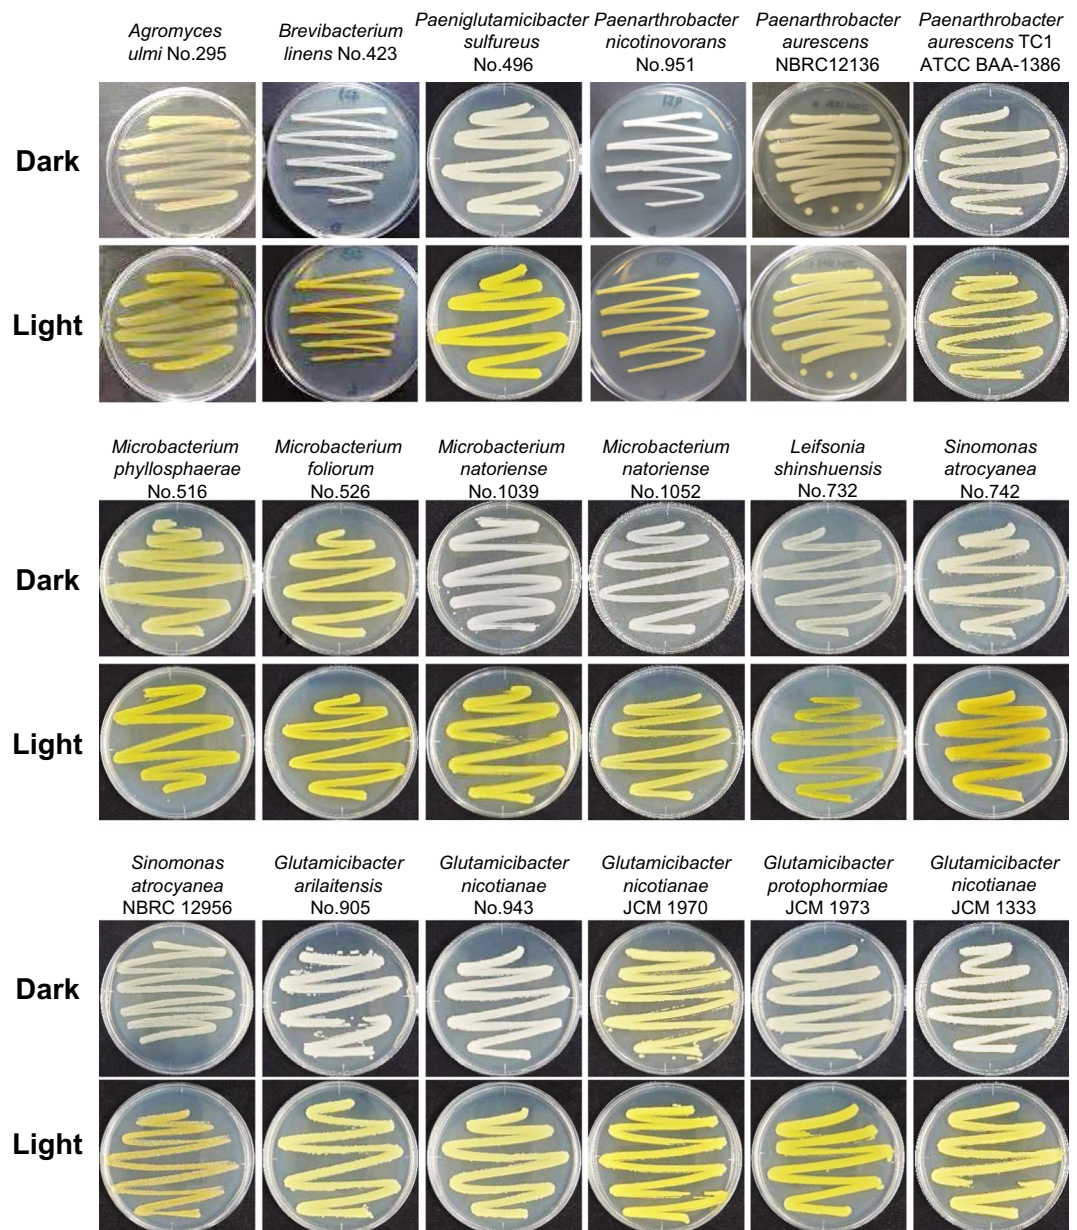 Agromyces
ulmi No.295
Brevibacterium
linens No.423
Paeniglutamicibacter
sulfureus
No.496
Paenarthrobacter
nicotinovorans
No.951
Paenarthrobacter
aurescens
NBRC12136
Paenarthrobacter
aurescens TC1
ATCC BAA-1386
Dark
Light
Microbacterium
phyllosphaerae
No.516
Microbacterium
foliorum
No.526
Microbacterium
natoriense
No.1039
Microbacterium
natoriense
No.1052
Leifsonia
shinshuensis
No.732
Sinomonas
atrocyanea
No.742
Dark
Light
Sinomonas
atrocyanea
NBRC 12956
Glutamicibacter
arilaitensis
No.905
Glutamicibacter
nicotianae
No.943
Glutamicibacter
nicotianae
JCM 1970
Glutamicibacter
protophormiae
JCM 1973
Glutamicibacter
nicotianae
JCM 1333
Dark
Light